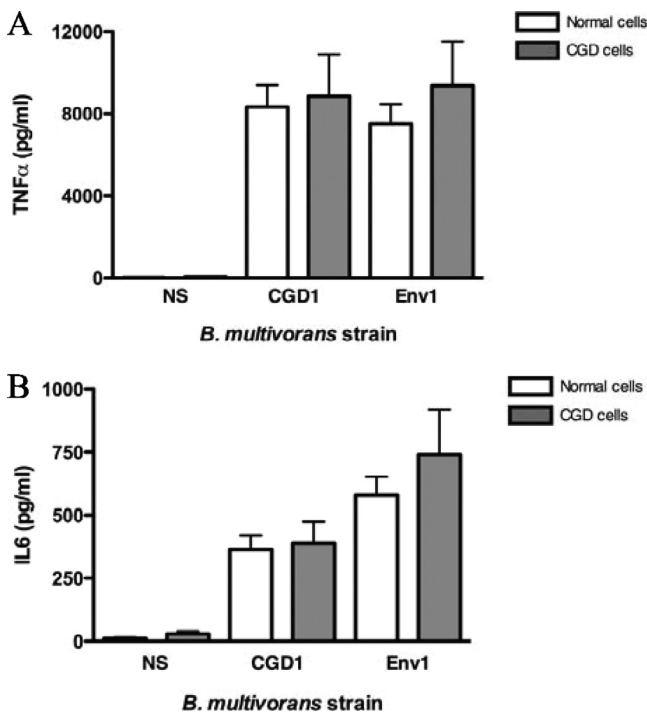 A
Normal cells
CGD cells
TNFα (pg/ml)
12000
8000
4000
0
NS CGD1 Env1
B. multivorans strain
B
Normal cells
CGD cells
IL6 (pg/ml)
1000
750
500
250
0
NS CGD1 Env1
B. multivorans strain